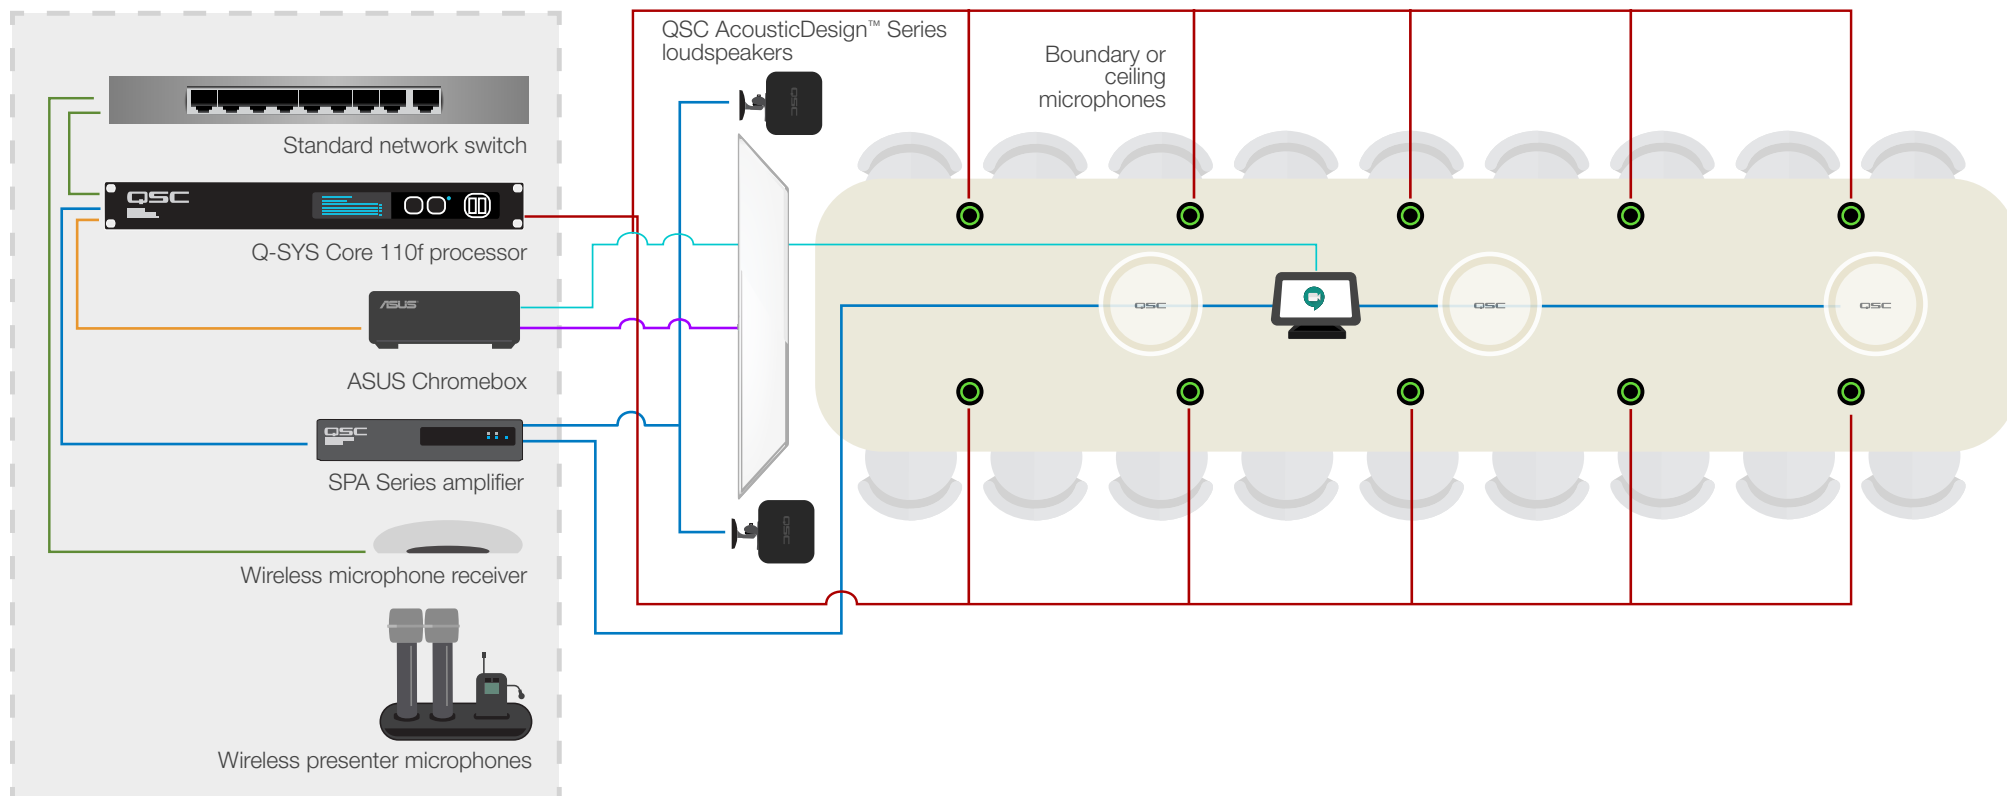 QSC AcousticDesign™ Series
loudspeakers
Boundary or
ceiling
microphones
QSC
Standard network switch
QSC
Q-SYS Core 110f processor
ASUS
ASUS Chromebox
QSC
SPA Series amplifier
QSC
Wireless microphone receiver
Wireless presenter microphones
QSC
QSC
QSC